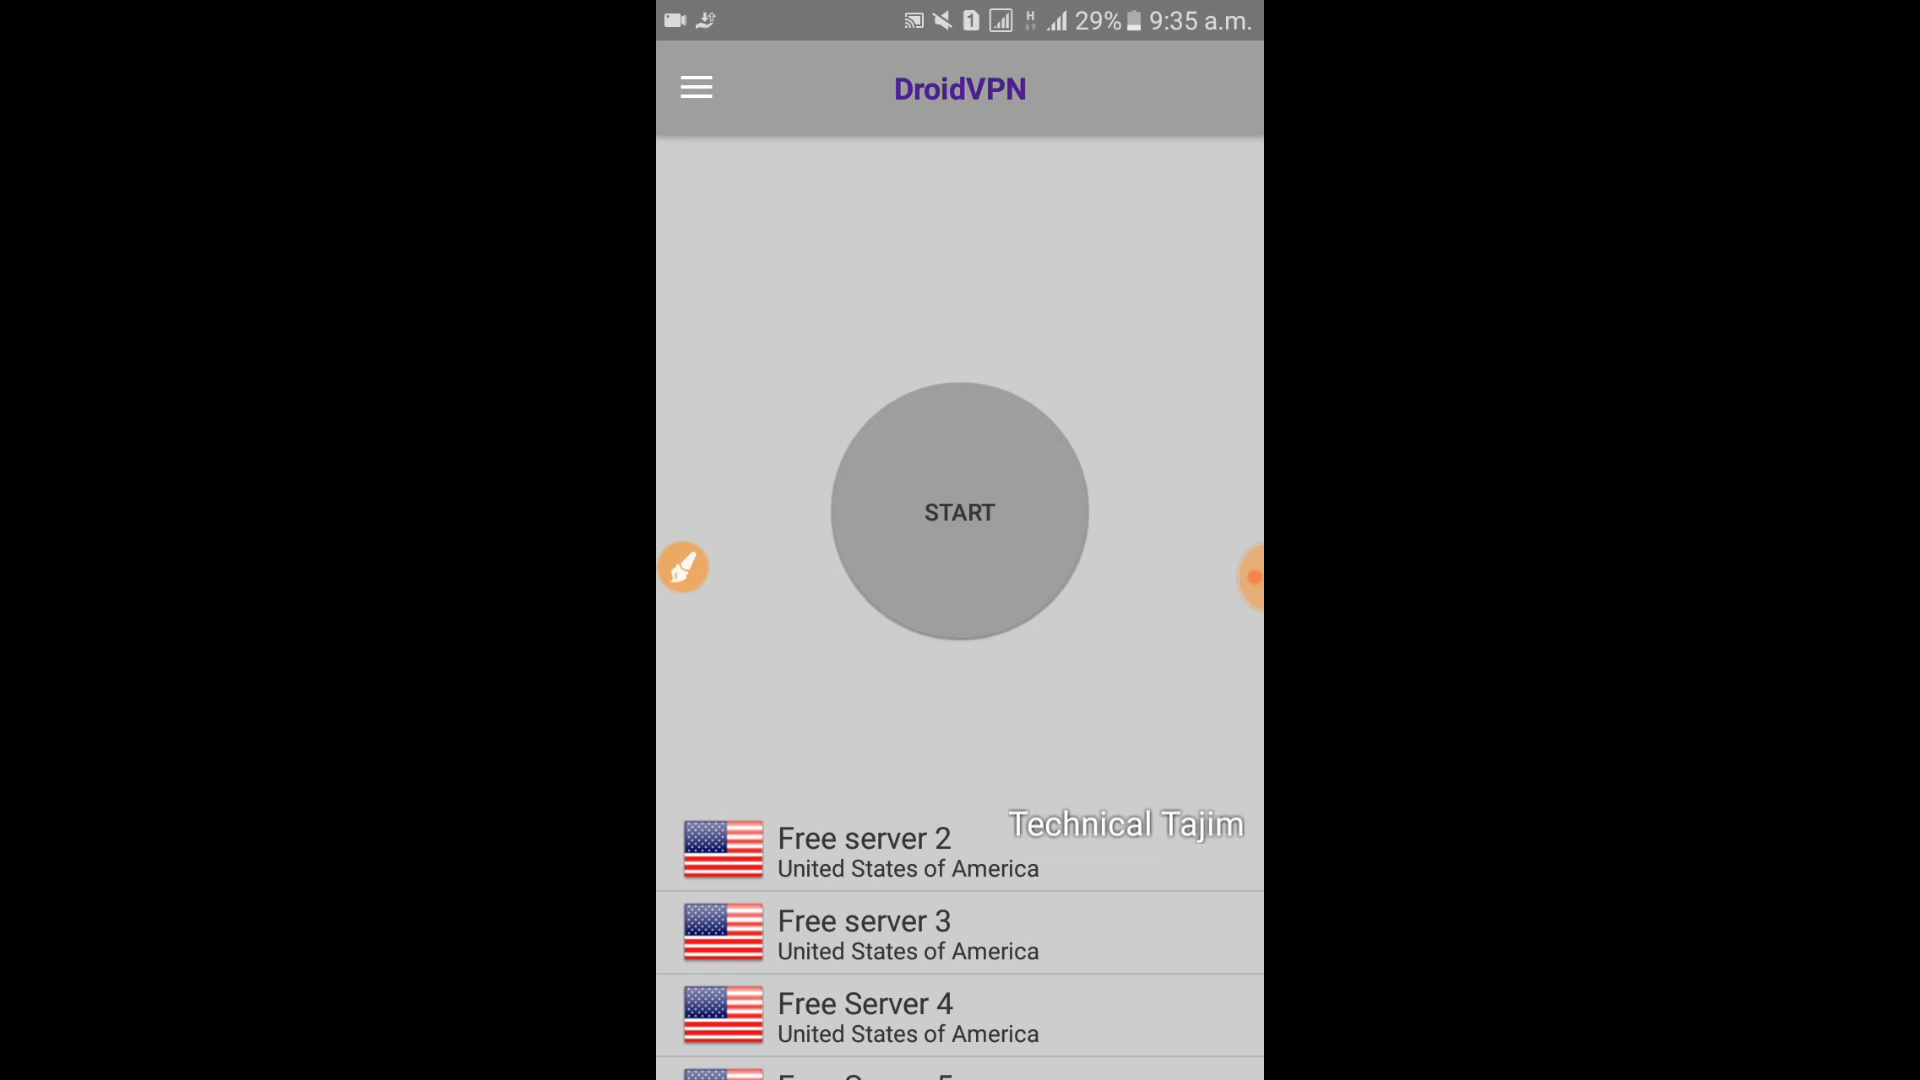 1 H 29% 9:35 a.m.
DroidVPN
START
Technical Tajim
Free server 2
United States of America
Free server 3
United States of America
Free Server 4
United States of America